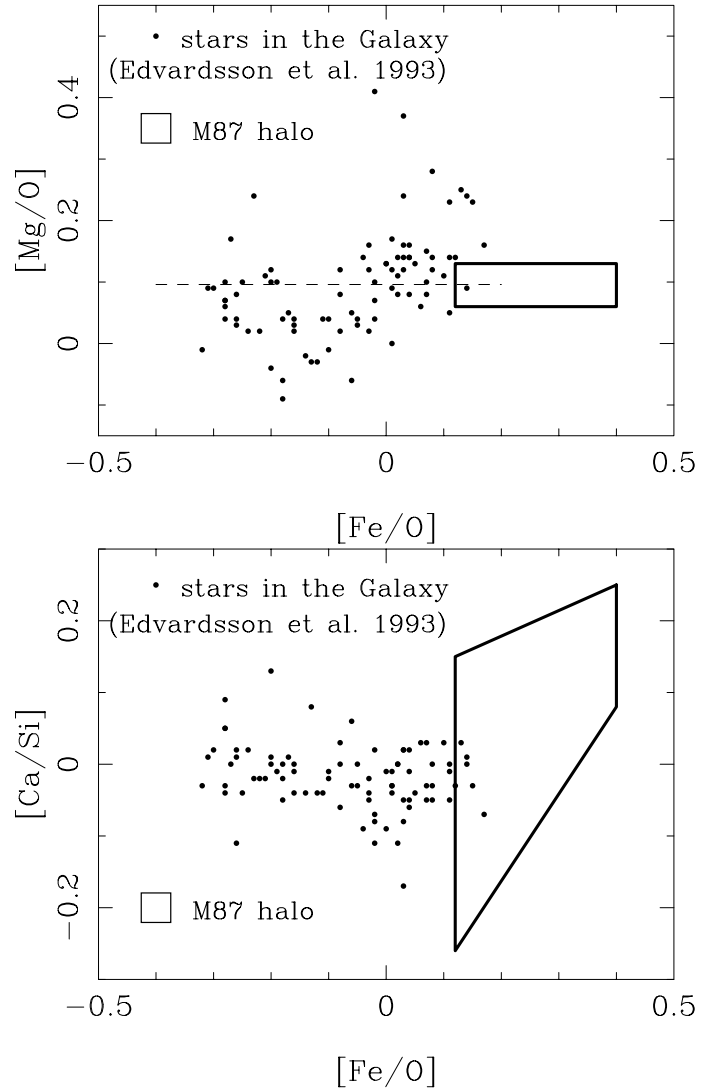 stars in the Galaxy
(Edvardsson et al. 1993)
M87 halo
[Mg/O]
0.4
0.2
0
−0.5
0
0.5
[Fe/O]
stars in the Galaxy
(Edvardsson et al. 1993)
M87 halo
[Ca/Si]
0.2
0
−0.2
−0.5
0
0.5
[Fe/O]